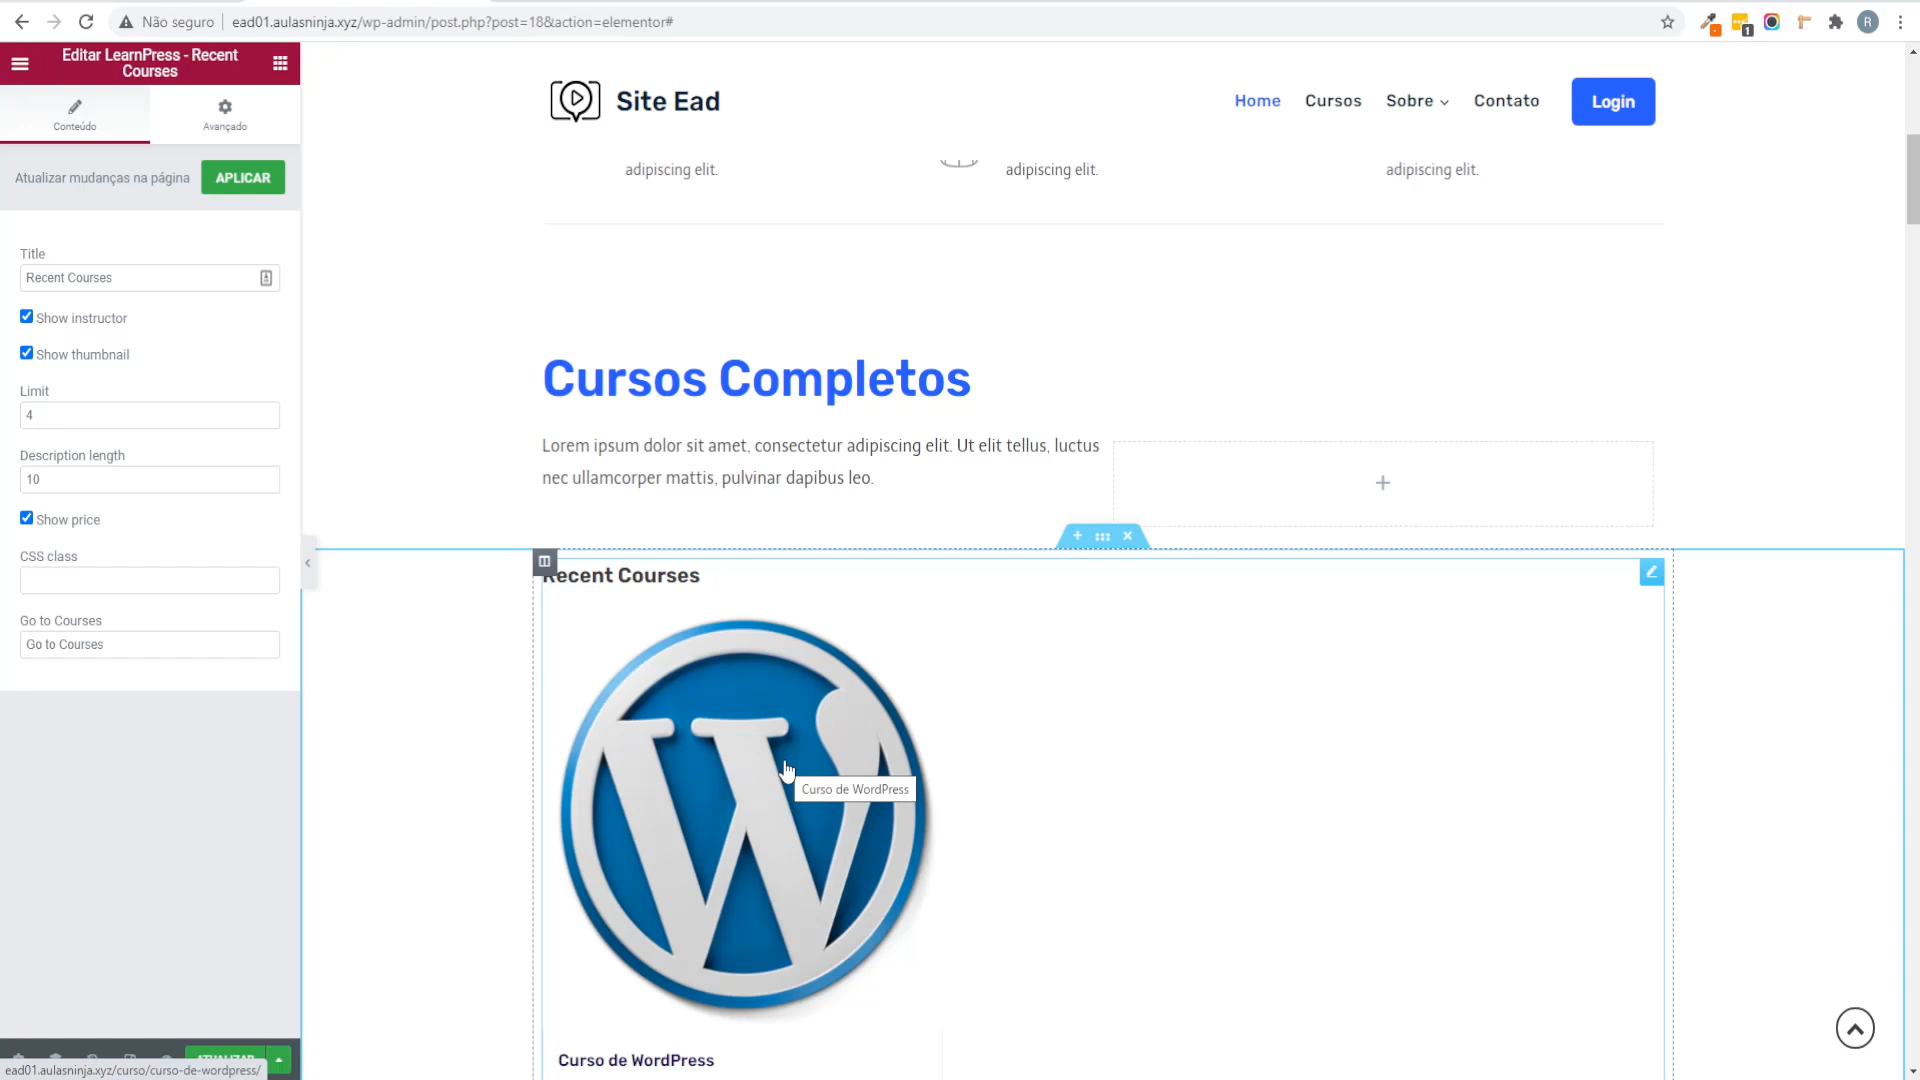 Não seguro
ead01.aulasninja.xyz/wp-admin/post.php?post=18&action=elementor#
1
R
Editar LearnPress - Recent
Courses
Conteúdo
Avançado
Atualizar mudanças na página
APLICAR
Title
Recent Courses
Show instructor
Show thumbnail
Limit
4
Description length
10
Show price
CSS class
Go to Courses
Go to Courses
ATUALIZAR
ead01.aulasninja.xyz/curso/curso-de-wordpress/
Site Ead
Home
Cursos
Sobre
Contato
Login
adipiscing elit.
adipiscing elit.
adipiscing elit.
Cursos Completos
Lorem ipsum dolor sit amet, consectetur adipiscing elit. Ut elit tellus, luctus
nec ullamcorper mattis, pulvinar dapibus leo.
Recent Courses
W
Curso de WordPress
Curso de WordPress